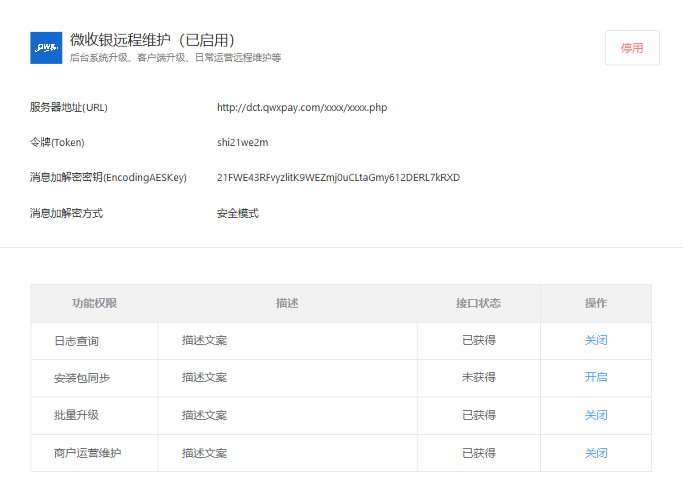 微收银远程维护（已启用）
QWX
后台系统升级、客户端升级、日常运营远程维护等
停用
服务器地址(URL) http://dct.qwxpay.com/xxxx/xxxx.php
令牌(Token) shi21we2m
消息加解密密钥(EncodingAESKey) 21FWE43RFvyzlitK9WEZmj0uCLtaGmy612DERL7kRXD
消息加解密方式 安全模式
功能权限 描述 接口状态 操作
日志查询 描述文案 已获得 关闭
安装包同步 描述文案 未获得 开启
批量升级 描述文案 已获得 关闭
商户运营维护 描述文案 已获得 关闭